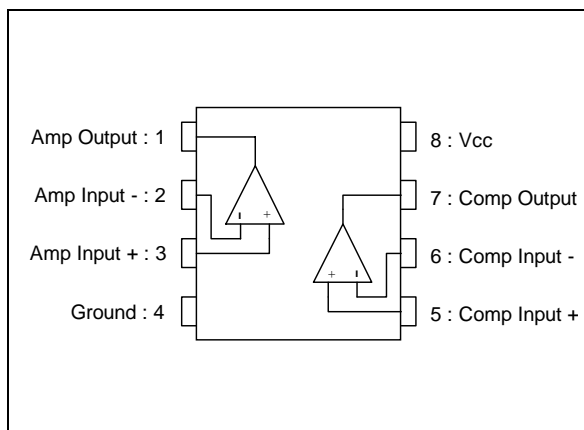 Amp Output : 1
Amp Input - : 2
Amp Input + : 3
Ground : 4
8 : Vcc
7 : Comp Output
6 : Comp Input -
5 : Comp Input +
- +
+ -